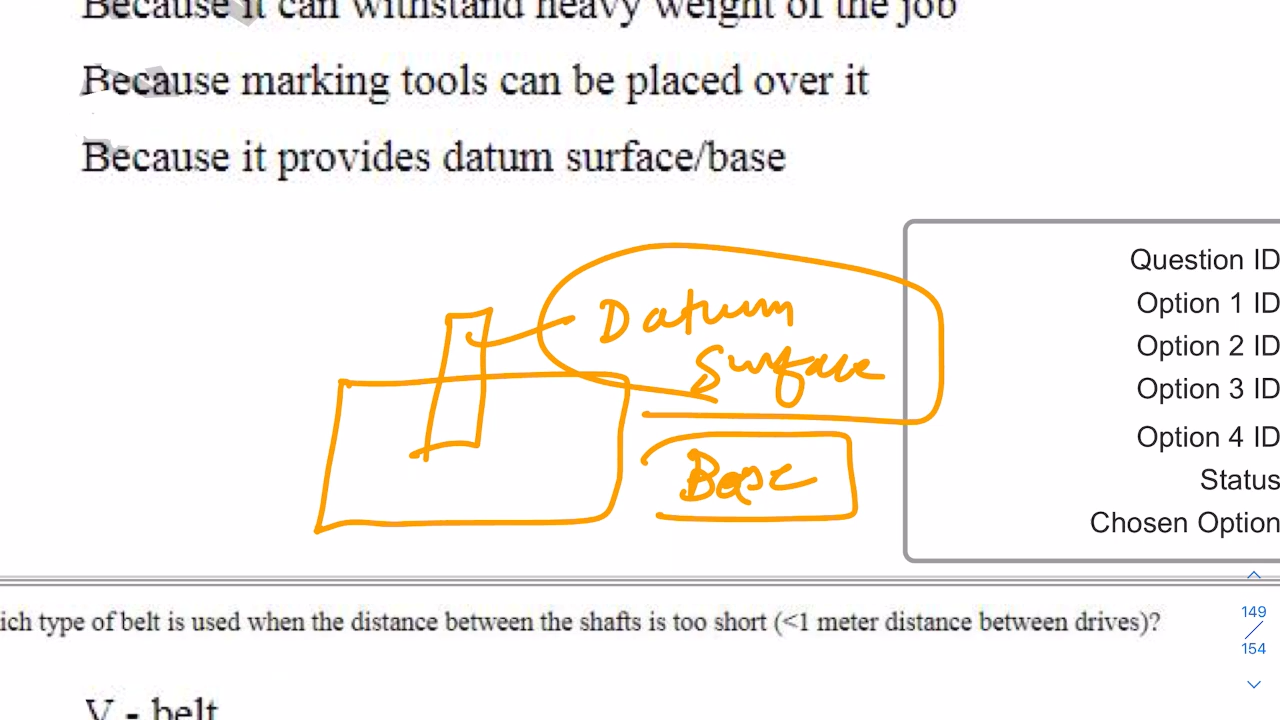 Because it can withstand heavy weight of the job
Because marking tools can be placed over it
Because it provides datum surface/base
Datum
Surface
Base
Question ID
Option 1 ID
Option 2 ID
Option 3 ID
Option 4 ID
Status
Chosen Option
ich type of belt is used when the distance between the shafts is too short (<1 meter distance between drives)?
149
/
154
V - belt